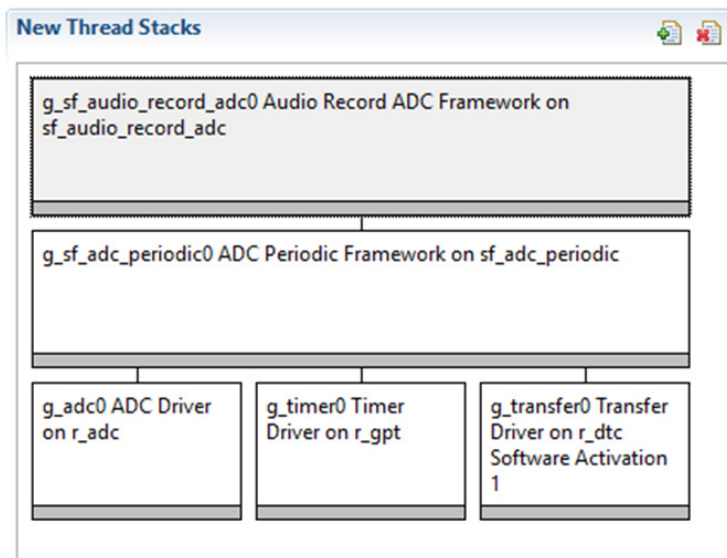 New Thread Stacks
g_sf_audio_record_adc0 Audio Record ADC Framework on
sf_audio_record_adc
g_sf_adc_periodic0 ADC Periodic Framework on sf_adc_periodic
g_adc0 ADC Driver
on r_adc
g_timer0 Timer
Driver on r_gpt
g_transfer0 Transfer
Driver on r_dtc
Software Activation
1